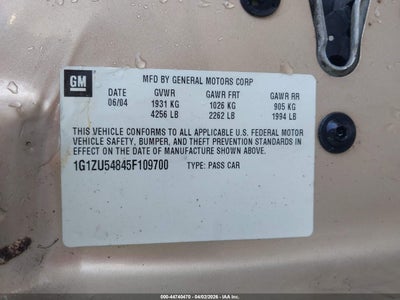 GM
MFD BY GENERAL MOTORS CORP
DATE GVWR GAWR FRT GAWR RR
06/04 1931 KG 1026 KG 905 KG
4256 LB 2262 LB 1994 LB
THIS VEHICLE CONFORMS TO ALL APPLICABLE U.S. FEDERAL MOTOR
VEHICLE SAFETY, BUMPER, AND THEFT PREVENTION STANDARDS
IN EFFECT ON THE DATE OF MANUFACTURE SHOWN ABOVE.
1G1ZU54845F109700 TYPE: PASS CAR
000-44740470 - 04/02/2026 - IAA Inc.